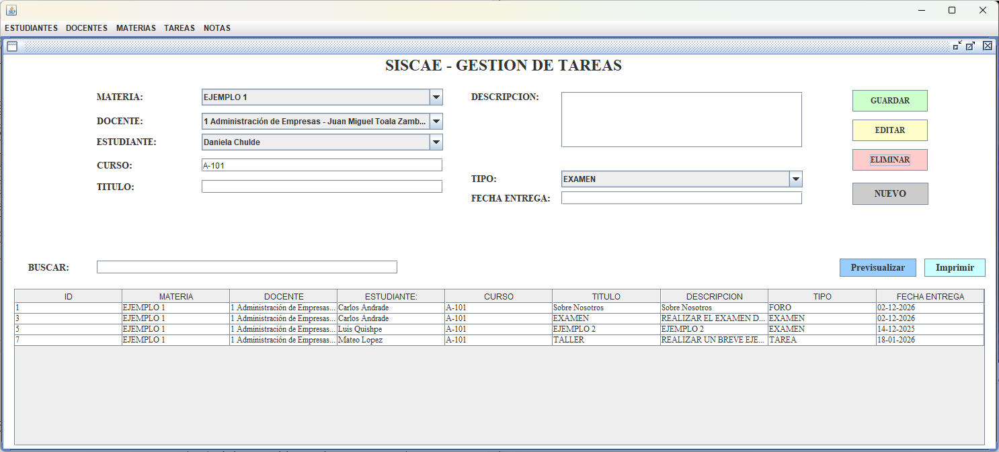 ESTUDIANTES DOCENTES MATERIAS TAREAS NOTAS
SISCAE - GESTION DE TAREAS
MATERIA: EJEMPLO 1
DOCENTE: 1 Administración de Empresas - Juan Miguel Toala Zamb...
ESTUDIANTE: Daniela Chulde
CURSO: A-101
TITULO:
DESCRIPCION:
TIPO: EXAMEN
FECHA ENTREGA:
GUARDAR
EDITAR
ELIMINAR
NUEVO
BUSCAR:
Previsualizar Imprimir
ID MATERIA DOCENTE ESTUDIANTE: CURSO TITULO DESCRIPCION TIPO FECHA ENTREGA
1 EJEMPLO 1 1 Administración de Empresas... Carlos Andrade A-101 Sobre Nosotros Sobre Nosotros FORO 02-12-2026
3 EJEMPLO 1 1 Administración de Empresas... Carlos Andrade A-101 EXAMEN REALIZAR EL EXAMEN D... EXAMEN 02-12-2026
5 EJEMPLO 1 1 Administración de Empresas... Luis Quishpe A-101 EJEMPLO 2 EJEMPLO 2 EXAMEN 14-12-2025
7 EJEMPLO 1 1 Administración de Empresas... Mateo Lopez A-101 TALLER REALIZAR UN BREVE EJE... TAREA 18-01-2026